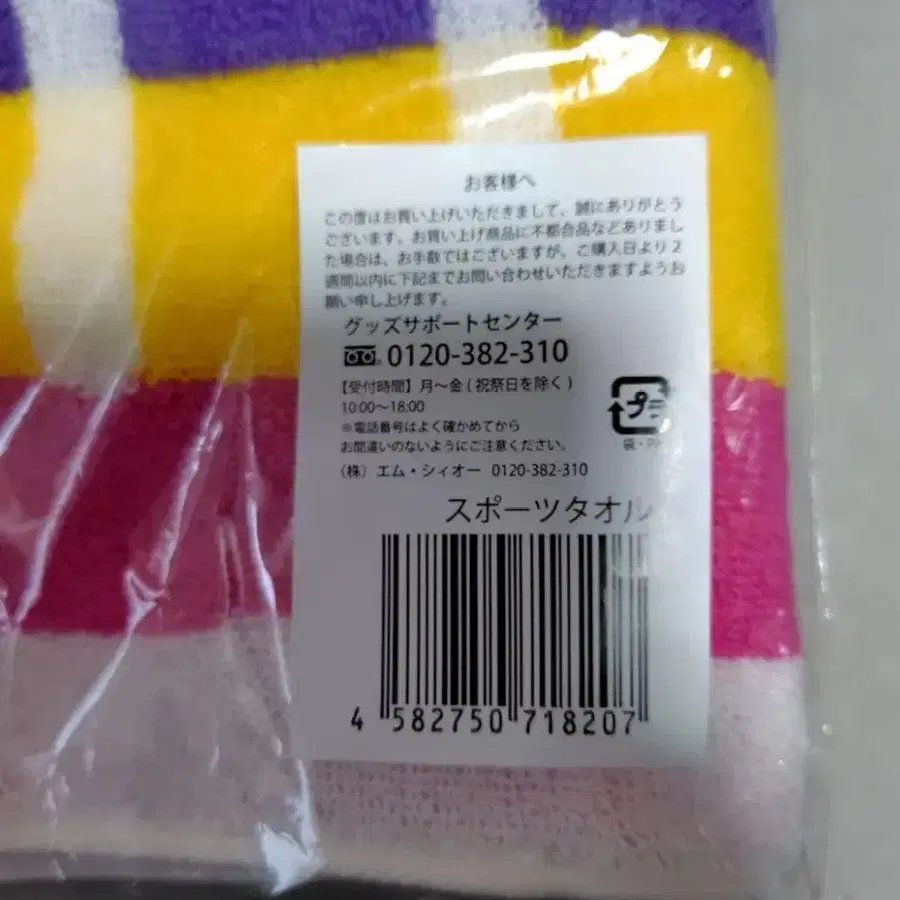 お客様へ
この度はお買い上げいただきまして、誠にありがとう
ございます。お買い上げ商品に不都合品などありまし
た場合は、お手数ではございますが、ご購入日より2
週間以内に下記までお問い合わせいただきますようお
願い申し上げます。
グッズサポートセンター
0120-382-310
【受付時間】月〜金(祝祭日を除く)
10:00〜18:00
※電話番号はよく確かめてから
お間違いのないようにご注意ください。
プラ
袋・
(株) エム・シィオー 0120-382-310
スポーツタオル
4 582750 718207